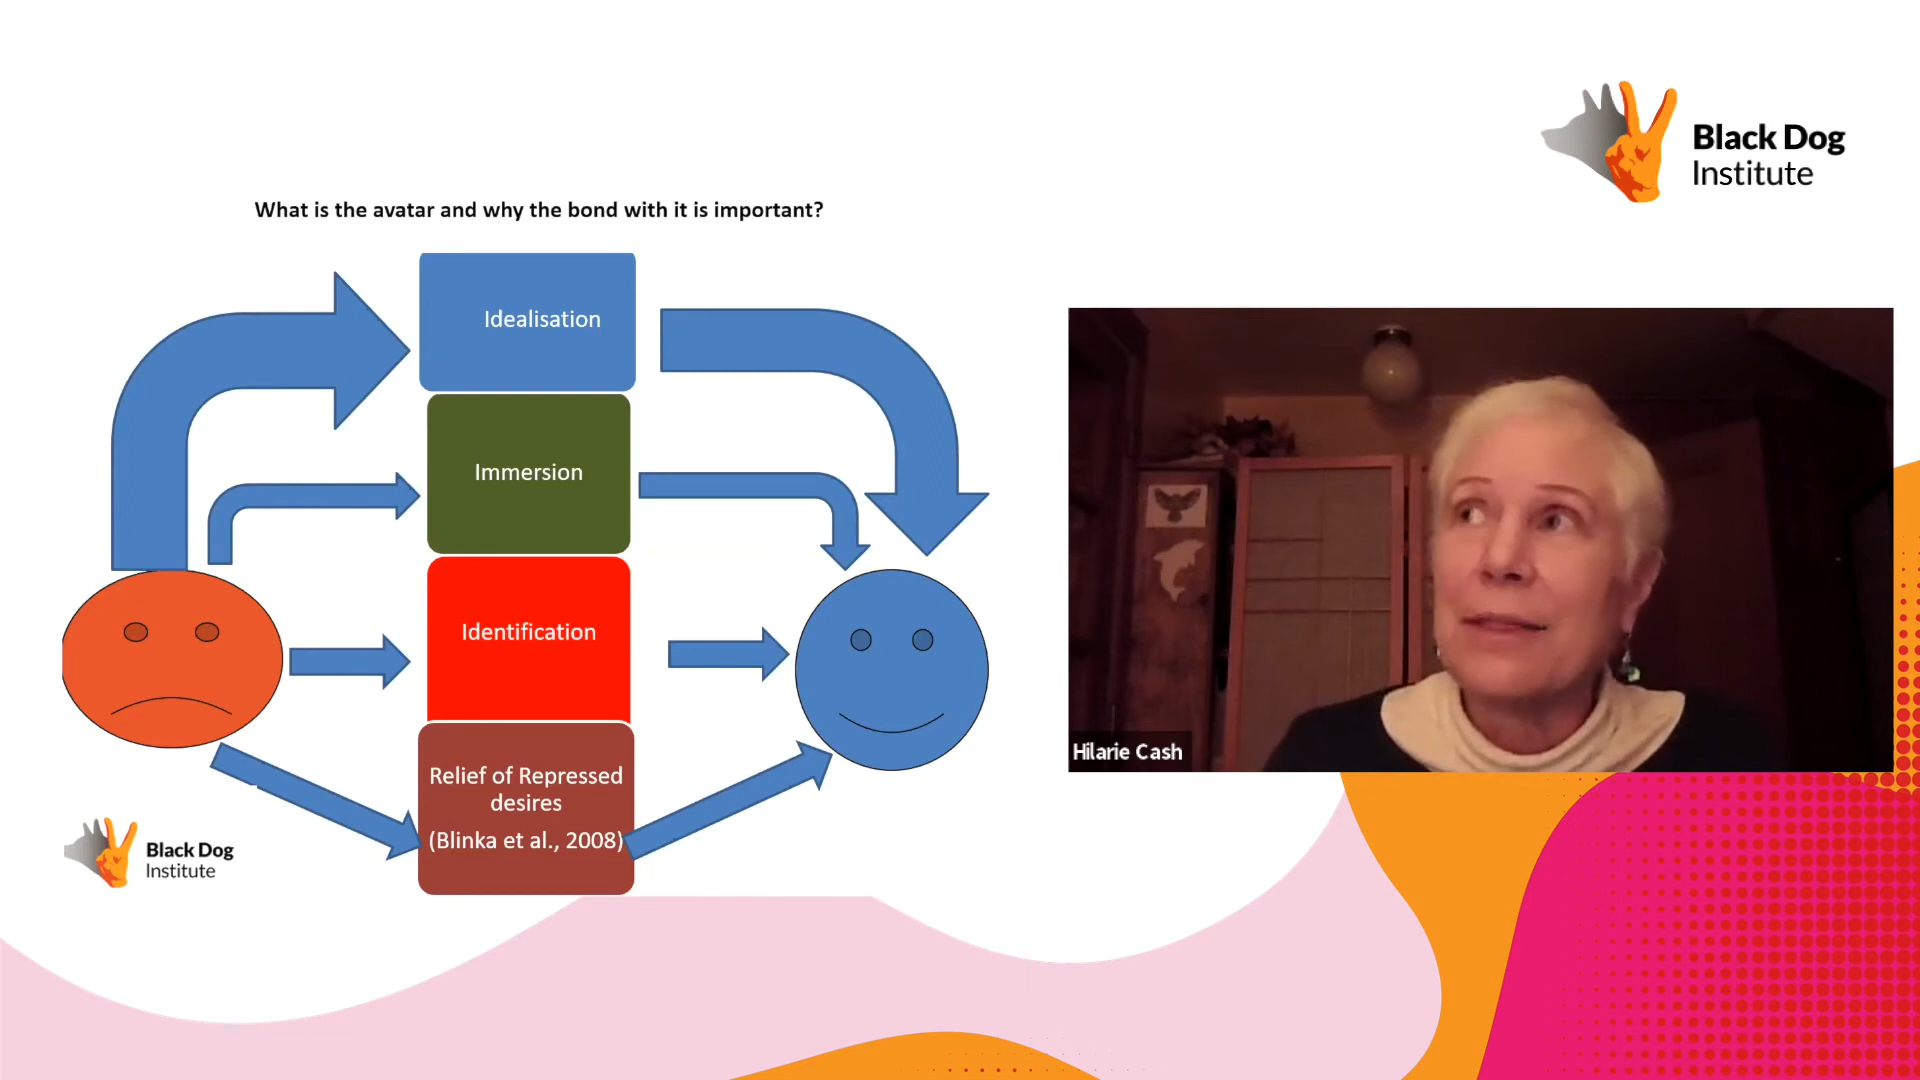 Black Dog
Institute
What is the avatar and why the bond with it is important?
Idealisation
Immersion
Identification
Relief of Repressed
desires
(Blinka et al., 2008)
Hilarie Cash
Black Dog
Institute